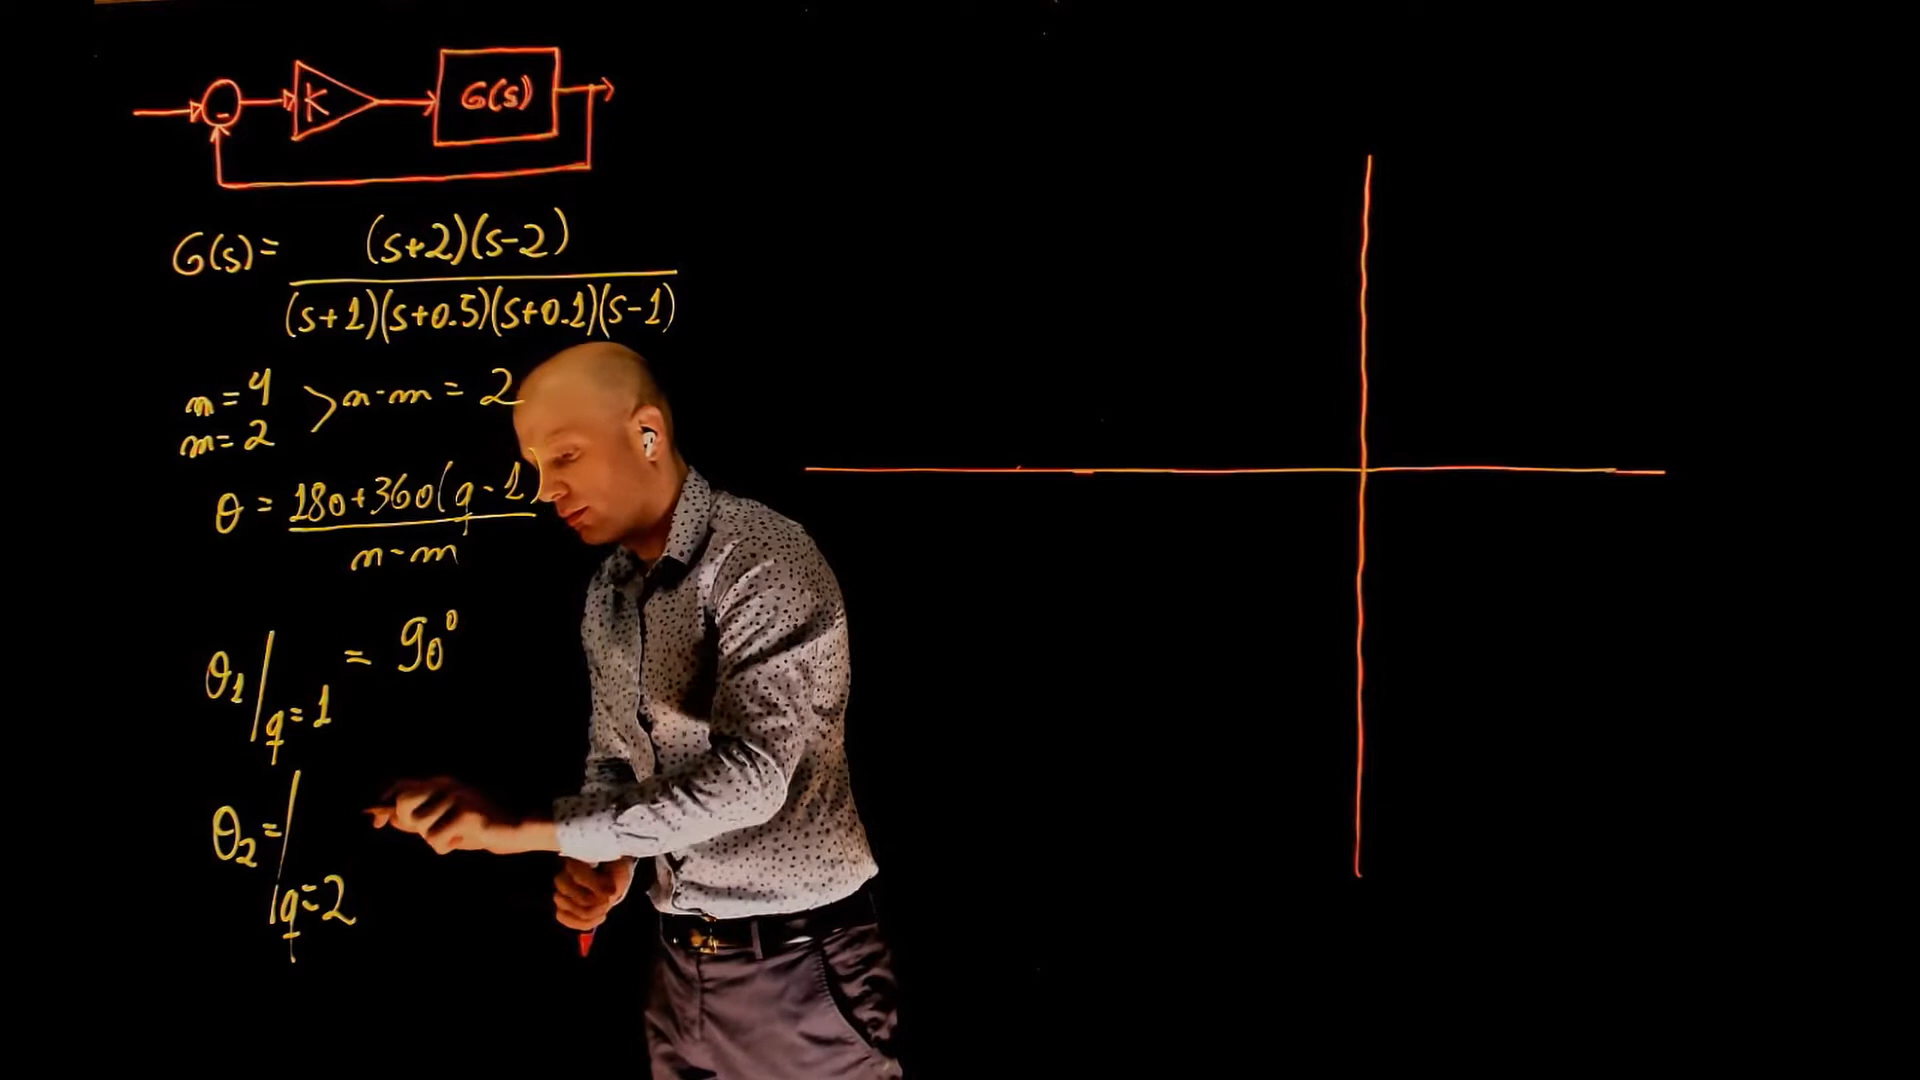 - K G(s)
G(s) = (s+2)(s-2)
(s+1)(s+0.5)(s+0.1)(s-1)
n = 4 > n-m = 2
m = 2
θ = 180+360(q-1)
n-m
θ1/q=1 = 90°
θ2=/q=2